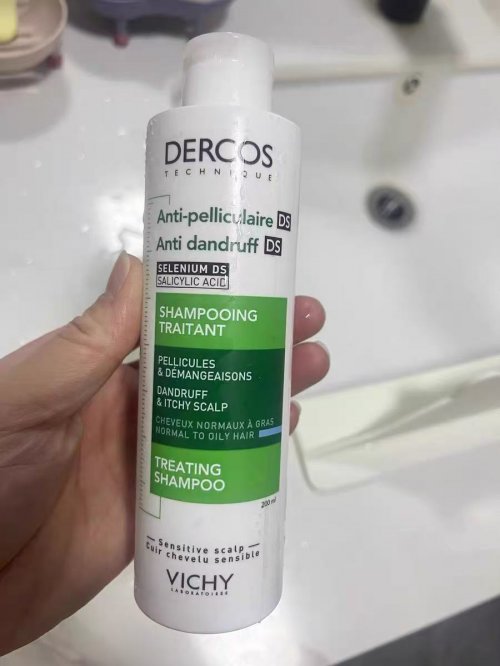 DERCOS
TECHNIQUE
Anti-pelliculaire DS
Anti dandruff DS
SELENIUM DS
SALICYLIC ACID
SHAMPOOING
TRAITANT
PELLICULES
& DÉMANGEAISONS
DANDRUFF
& ITCHY SCALP
CHEVEUX NORMAUX À GRAS
NORMAL TO OILY HAIR
TREATING
SHAMPOO
200 ml
Sensitive scalp
Cuir chevelu sensible
VICHY
LABORATOIRES